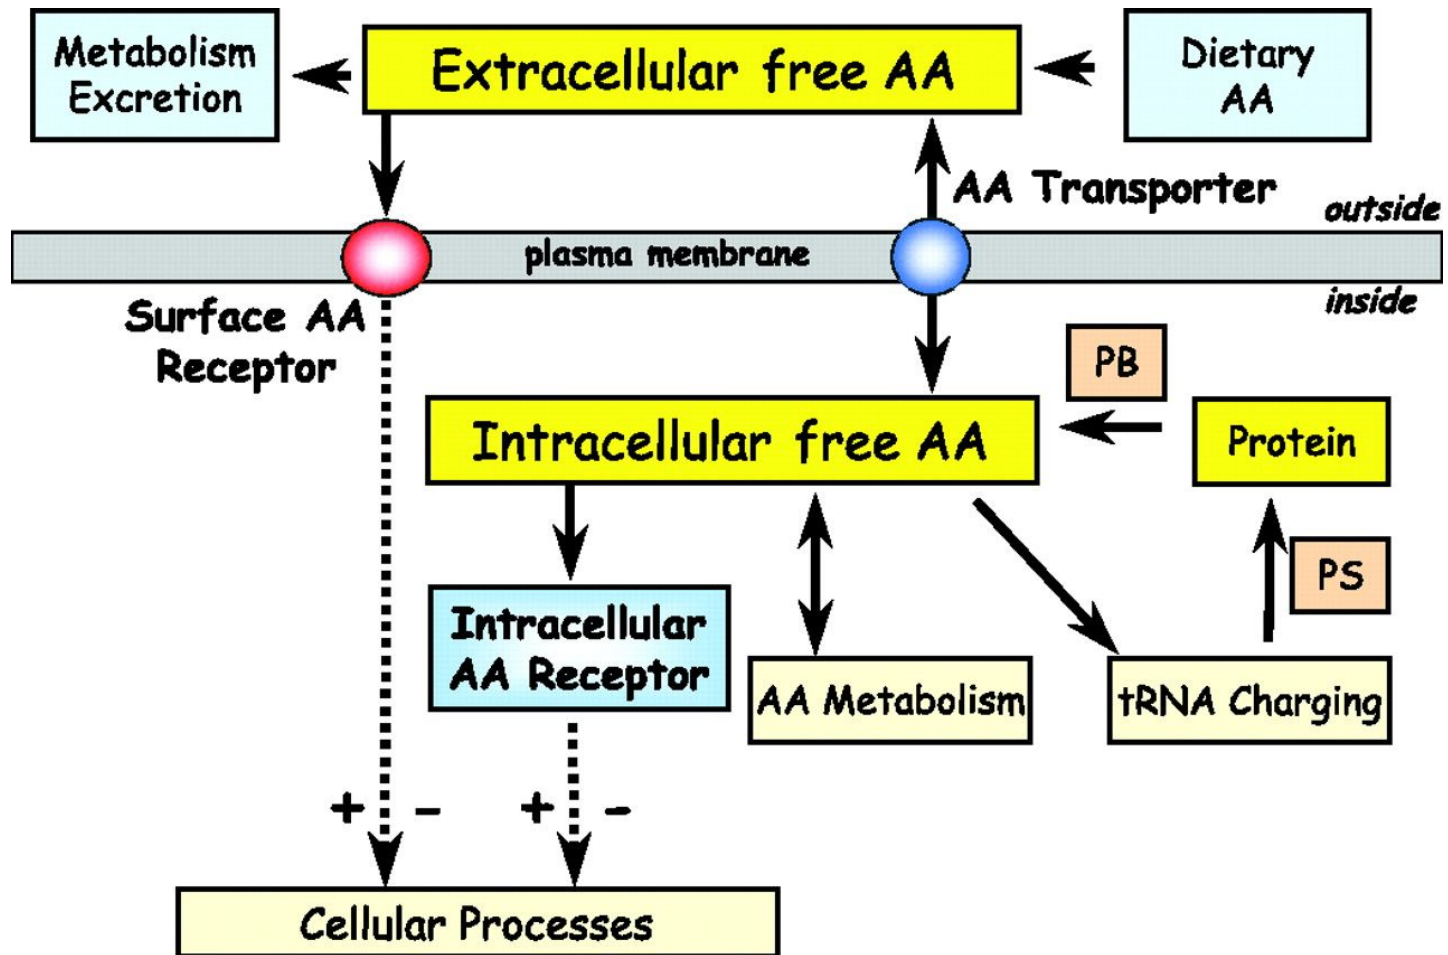 Metabolism
Excretion
Extracellular free AA
Dietary
AA
AA Transporter
outside
plasma membrane
inside
Surface AA
Receptor
PB
Intracellular free AA
Protein
PS
Intracellular
AA Receptor
AA Metabolism
tRNA Charging
+ -
+ -
Cellular Processes